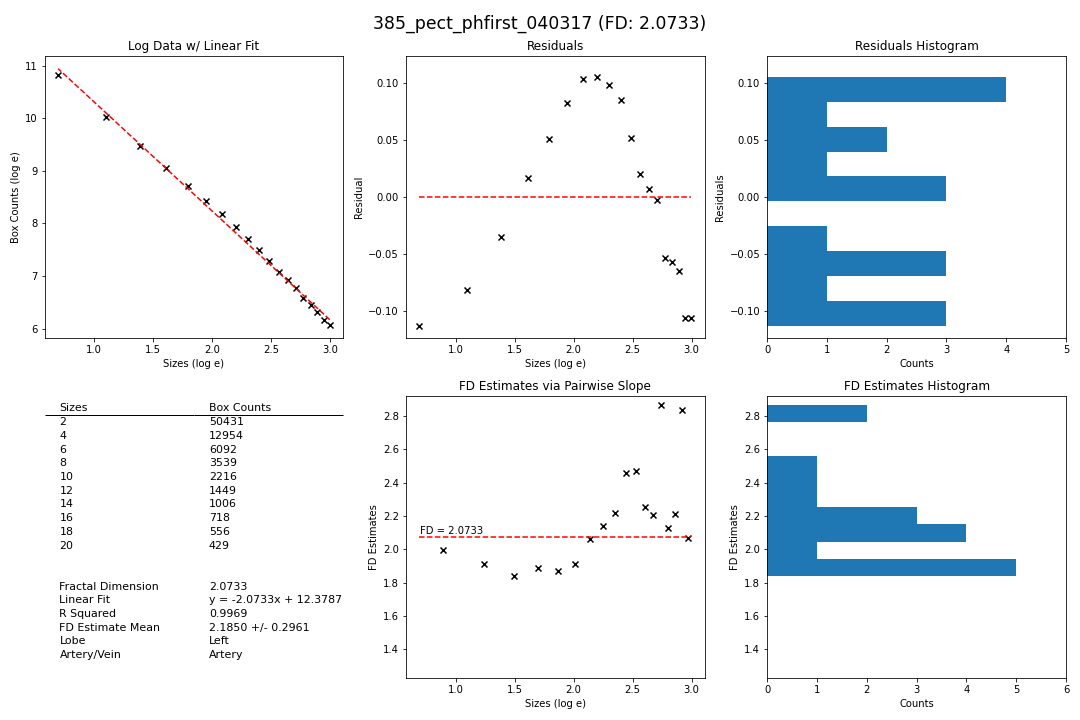 385_pect_phfirst_040317 (FD: 2.0733)
Log Data w/ Linear Fit
Box Counts (log e)
11
10
9
8
7
6
1.0 1.5 2.0 2.5 3.0
Sizes (log e)
Residuals
Residual
0.10
0.05
0.00
−0.05
−0.10
1.0 1.5 2.0 2.5 3.0
Sizes (log e)
Residuals Histogram
Residuals
0.10
0.05
0.00
−0.05
−0.10
0 1 2 3 4 5
Counts
Sizes Box Counts
2 50431
4 12954
6 6092
8 3539
10 2216
12 1449
14 1006
16 718
18 556
20 429
Fractal Dimension 2.0733
Linear Fit y = -2.0733x + 12.3787
R Squared 0.9969
FD Estimate Mean 2.1850 +/- 0.2961
Lobe Left
Artery/Vein Artery
FD Estimates via Pairwise Slope
FD Estimates
2.8
2.6
2.4
2.2
2.0
1.8
1.6
1.4
FD = 2.0733
1.0 1.5 2.0 2.5 3.0
Sizes (log e)
FD Estimates Histogram
FD Estimates
2.8
2.6
2.4
2.2
2.0
1.8
1.6
1.4
0 1 2 3 4 5 6
Counts